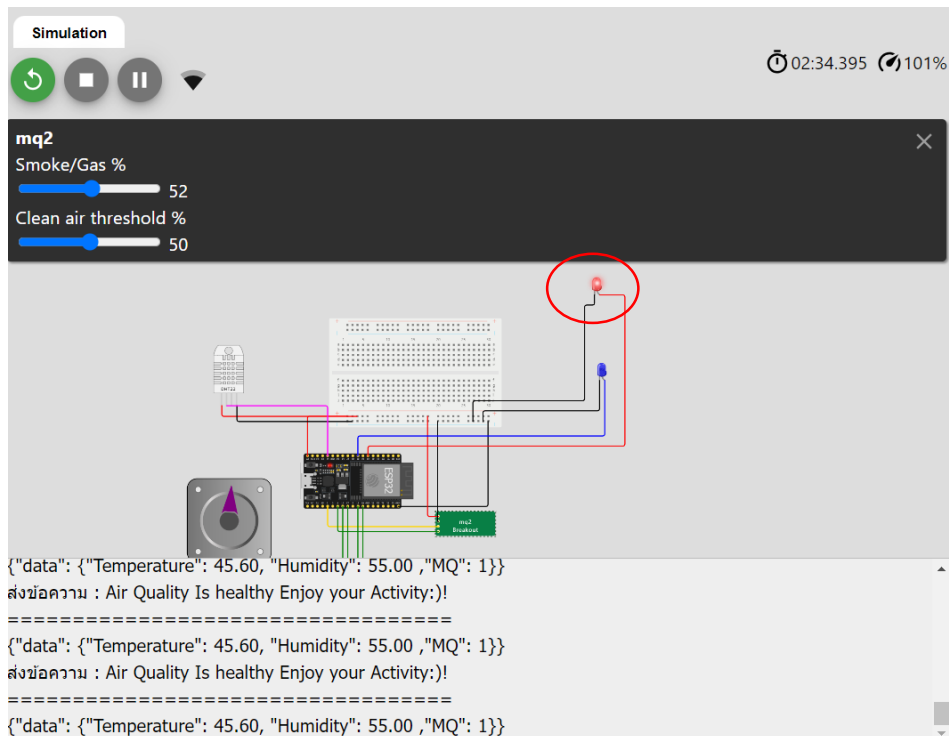 Simulation
02:34.395 101%
mq2
Smoke/Gas %
52
Clean air threshold %
50
DHT22
ESP32
mq2
Breakout
{"data": {"Temperature": 45.60, "Humidity": 55.00 ,"MQ": 1}}
ส่งข้อความ : Air Quality Is healthy Enjoy your Activity:)!
==================================
{"data": {"Temperature": 45.60, "Humidity": 55.00 ,"MQ": 1}}
ส่งข้อความ : Air Quality Is healthy Enjoy your Activity:)!
==================================
{"data": {"Temperature": 45.60, "Humidity": 55.00 ,"MQ": 1}}